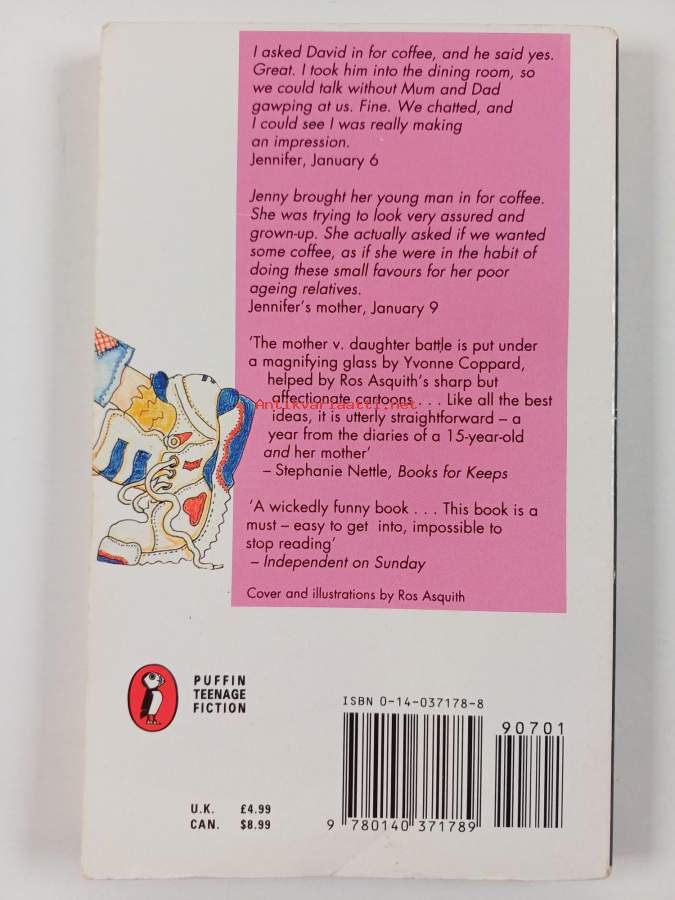 I asked David in for coffee, and he said yes.
Great. I took him into the dining room, so
we could talk without Mum and Dad
gawping at us. Fine. We chatted, and
I could see I was really making
an impression.
Jennifer, January 6
Jenny brought her young man in for coffee.
She was trying to look very assured and
grown-up. She actually asked if we wanted
some coffee, as if she were in the habit of
doing these small favours for her poor
ageing relatives.
Jennifer's mother, January 9
'The mother v. daughter battle is put under
a magnifying glass by Yvonne Coppard,
helped by Ros Asquith's sharp but
affectionate cartoons . . . Like all the best
Antikvariaatti.net
ideas, it is utterly straightforward – a
year from the diaries of a 15-year-old
and her mother'
– Stephanie Nettle, Books for Keeps
'A wickedly funny book . . . This book is a
must – easy to get into, impossible to
stop reading'
– Independent on Sunday
Cover and illustrations by Ros Asquith
PUFFIN
TEENAGE
FICTION
ISBN 0-14-037178-8
90701
9 780140 371789
U.K. £4.99
CAN. $8.99